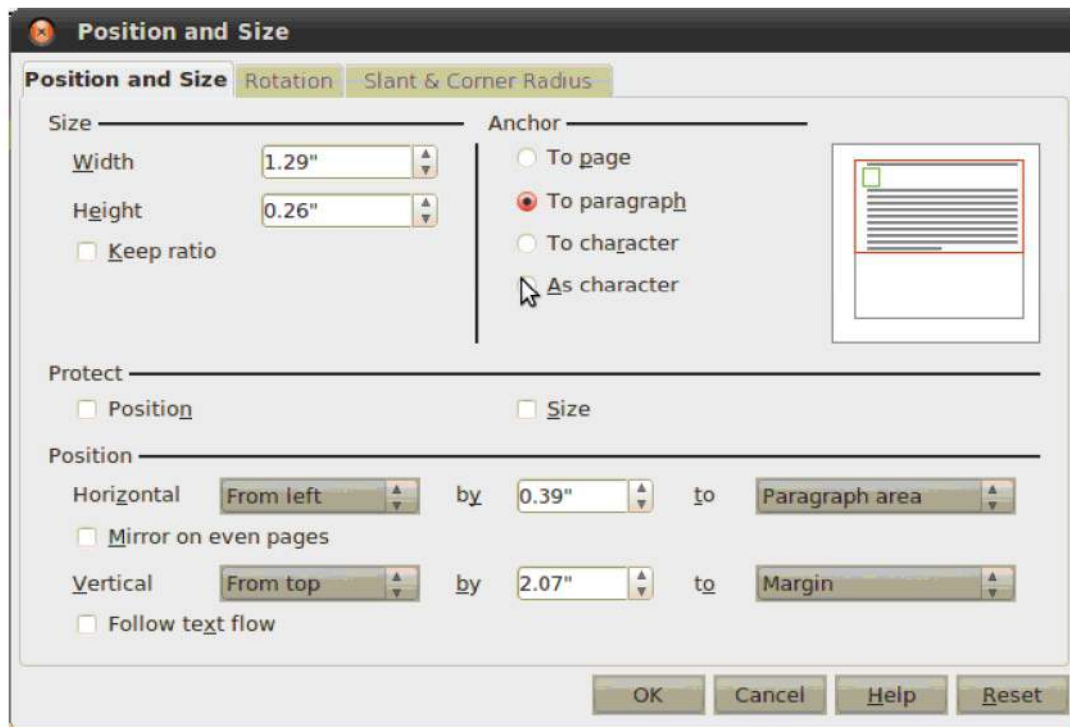 Position and Size
Position and Size Rotation Slant & Corner Radius
Size Anchor
Width 1.29" To page
Height 0.26" To paragraph
Keep ratio To character
As character
Protect
Position Size
Position
Horizontal From left by 0.39" to Paragraph area
Mirror on even pages
Vertical From top by 2.07" to Margin
Follow text flow
OK Cancel Help Reset